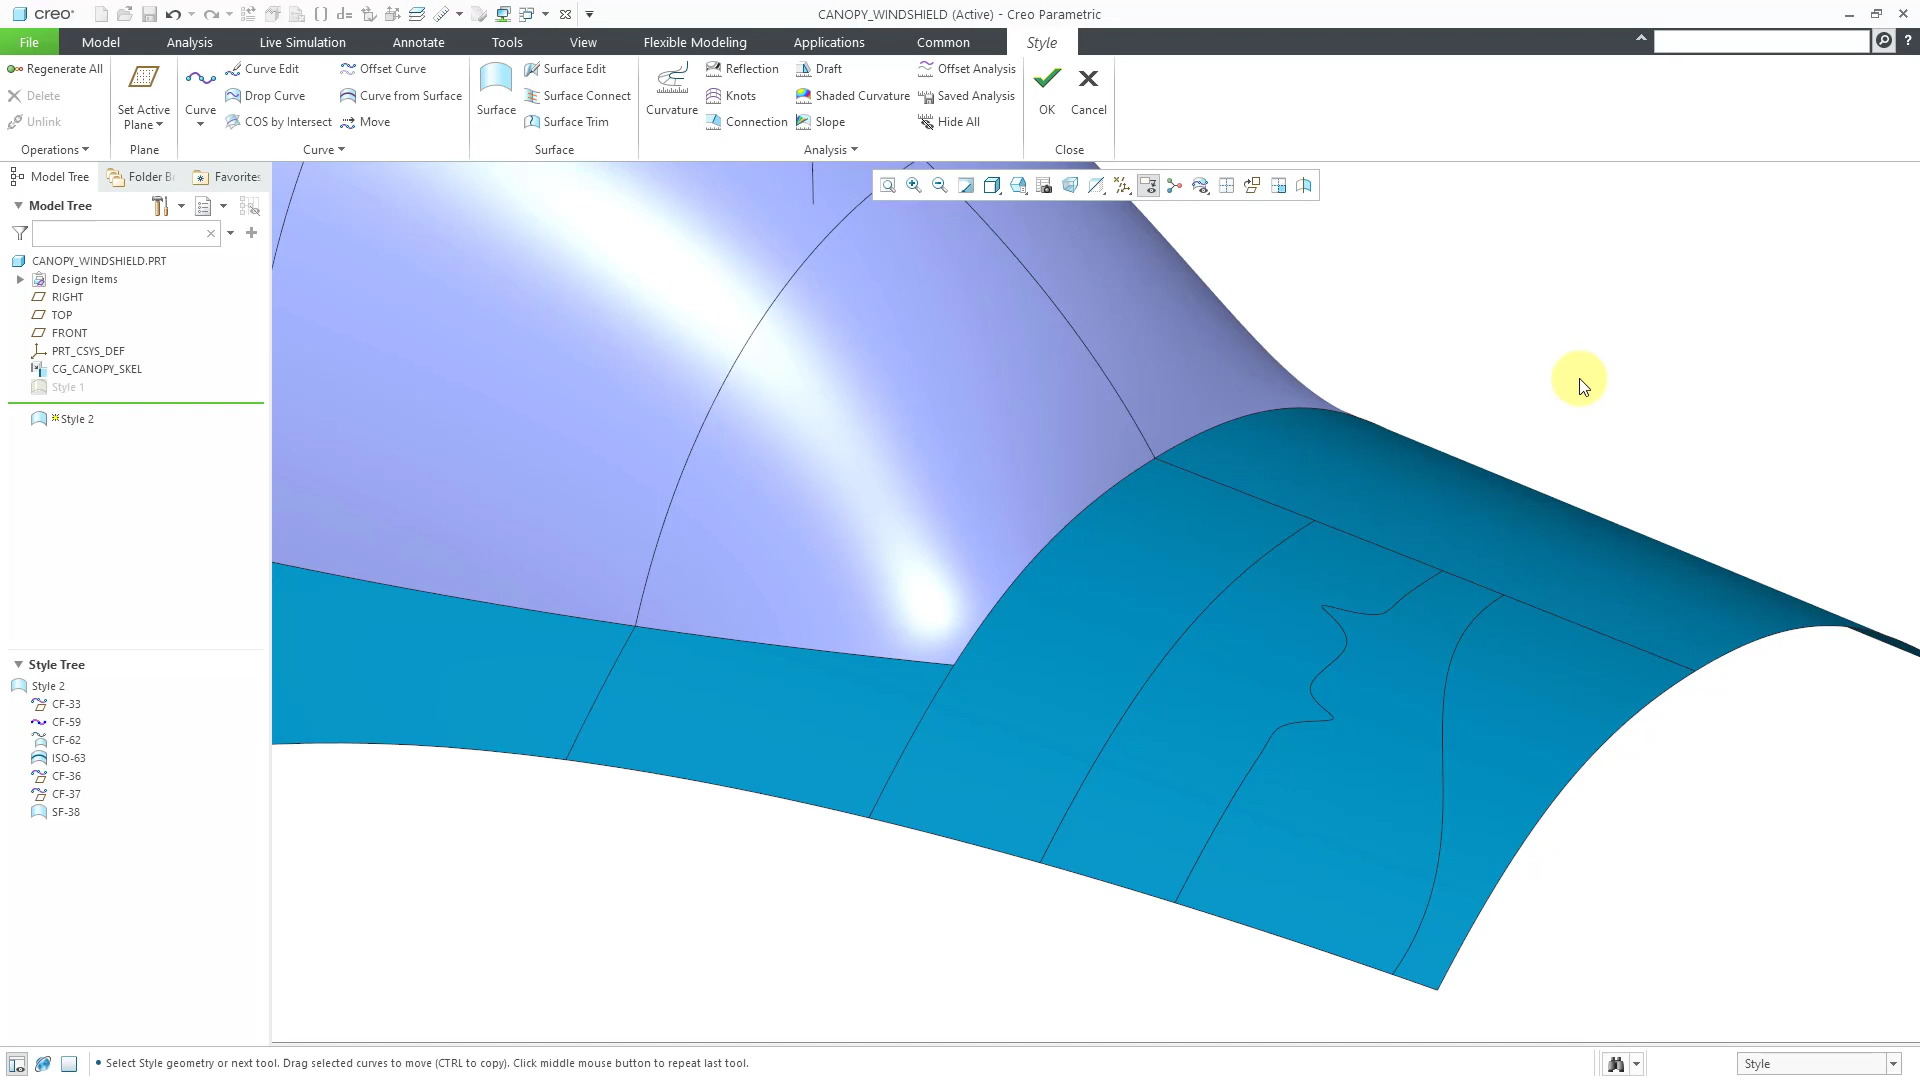 creo
CANOPY_WINDSHIELD (Active) - Creo Parametric
File Model Analysis Live Simulation Annotate Tools View Flexible Modeling Applications Common Style
Regenerate All
Delete
Unlink
Operations
Set Active Plane
Plane
Curve
Curve Edit
Drop Curve
COS by Intersect
Offset Curve
Curve from Surface
Move
Curve
Surface
Surface Edit
Surface Connect
Surface Trim
Surface
Curvature
Reflection
Knots
Connection
Draft
Shaded Curvature
Slope
Offset Analysis
Saved Analysis
Hide All
Analysis
OK
Cancel
Close
Model Tree Folder B Favorites
Model Tree
CANOPY_WINDSHIELD.PRT
Design Items
RIGHT
TOP
FRONT
PRT_CSYS_DEF
CG_CANOPY_SKEL
Style 1
Style 2
Style Tree
Style 2
CF-33
CF-59
CF-62
ISO-63
CF-36
CF-37
SF-38
• Select Style geometry or next tool. Drag selected curves to move (CTRL to copy). Click middle mouse button to repeat last tool.
Style